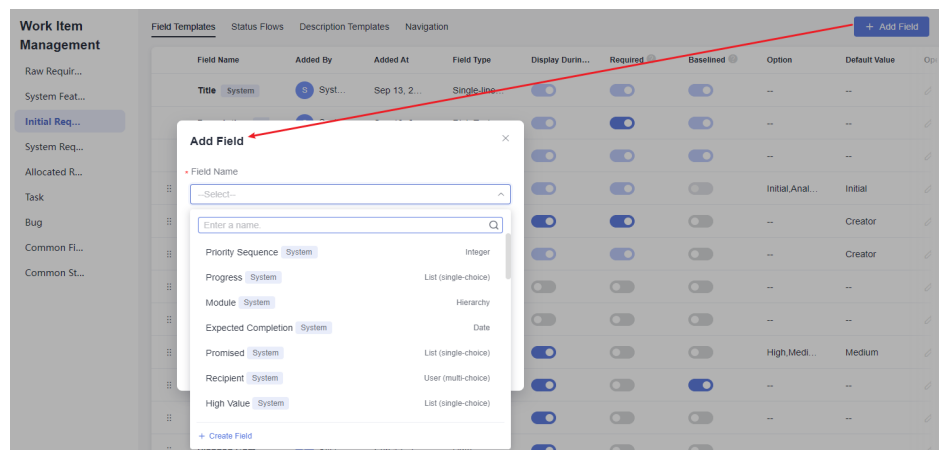 Work Item
Management
Raw Requir...
System Feat...
Initial Req...
System Req...
Allocated R...
Task
Bug
Common Fi...
Common St...
Field Templates Status Flows Description Templates Navigation
+ Add Field
Field Name Added By Added At Field Type Display Durin... Required Baselined Option Default Value
Title System S Syst... Sep 13, 2... Single-line... -- --
-- --
-- --
Initial,Anal... Initial
-- Creator
-- Creator
-- --
-- --
High,Medi... Medium
-- --
-- --
-- --
Add Field
* Field Name
--Select--
Enter a name.
Priority Sequence System Integer
Progress System List (single-choice)
Module System Hierarchy
Expected Completion System Date
Promised System List (single-choice)
Recipient System User (multi-choice)
High Value System List (single-choice)
+ Create Field